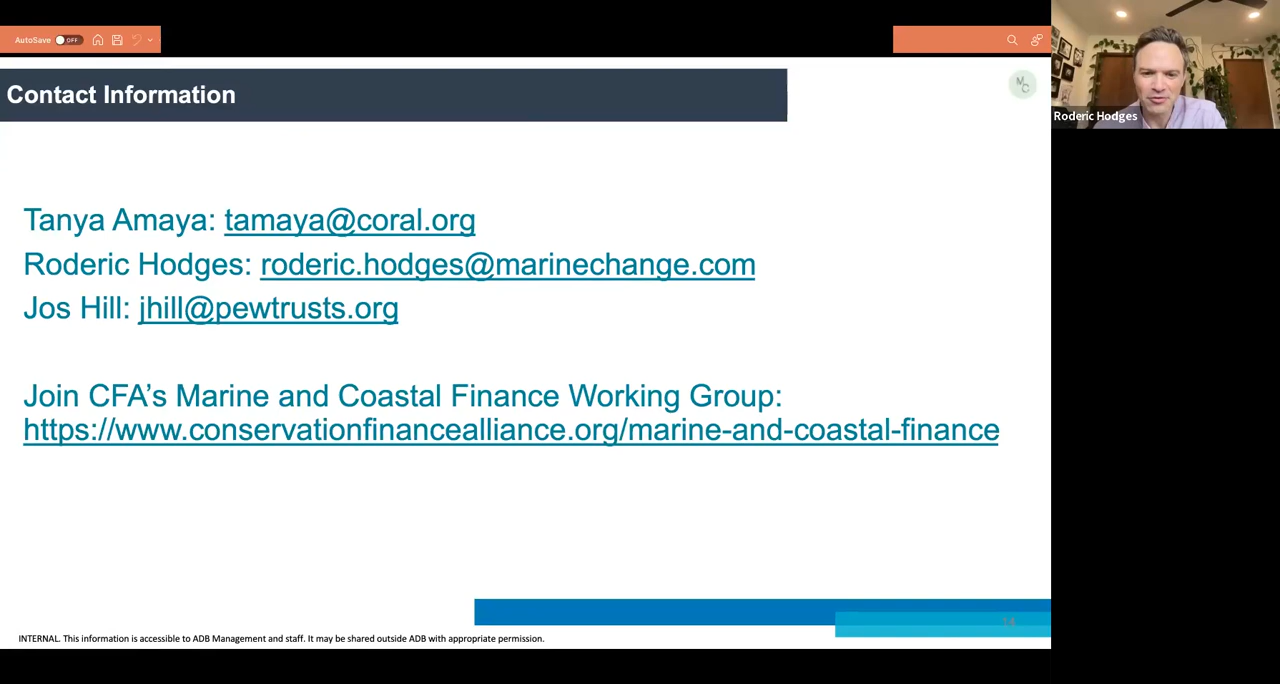 AutoSave OFF
Contact Information
MC
Roderic Hodges
Tanya Amaya: tamaya@coral.org
Roderic Hodges: roderic.hodges@marinechange.com
Jos Hill: jhill@pewtrusts.org
Join CFA’s Marine and Coastal Finance Working Group:
https://www.conservationfinancealliance.org/marine-and-coastal-finance
14
INTERNAL. This information is accessible to ADB Management and staff. It may be shared outside ADB with appropriate permission.